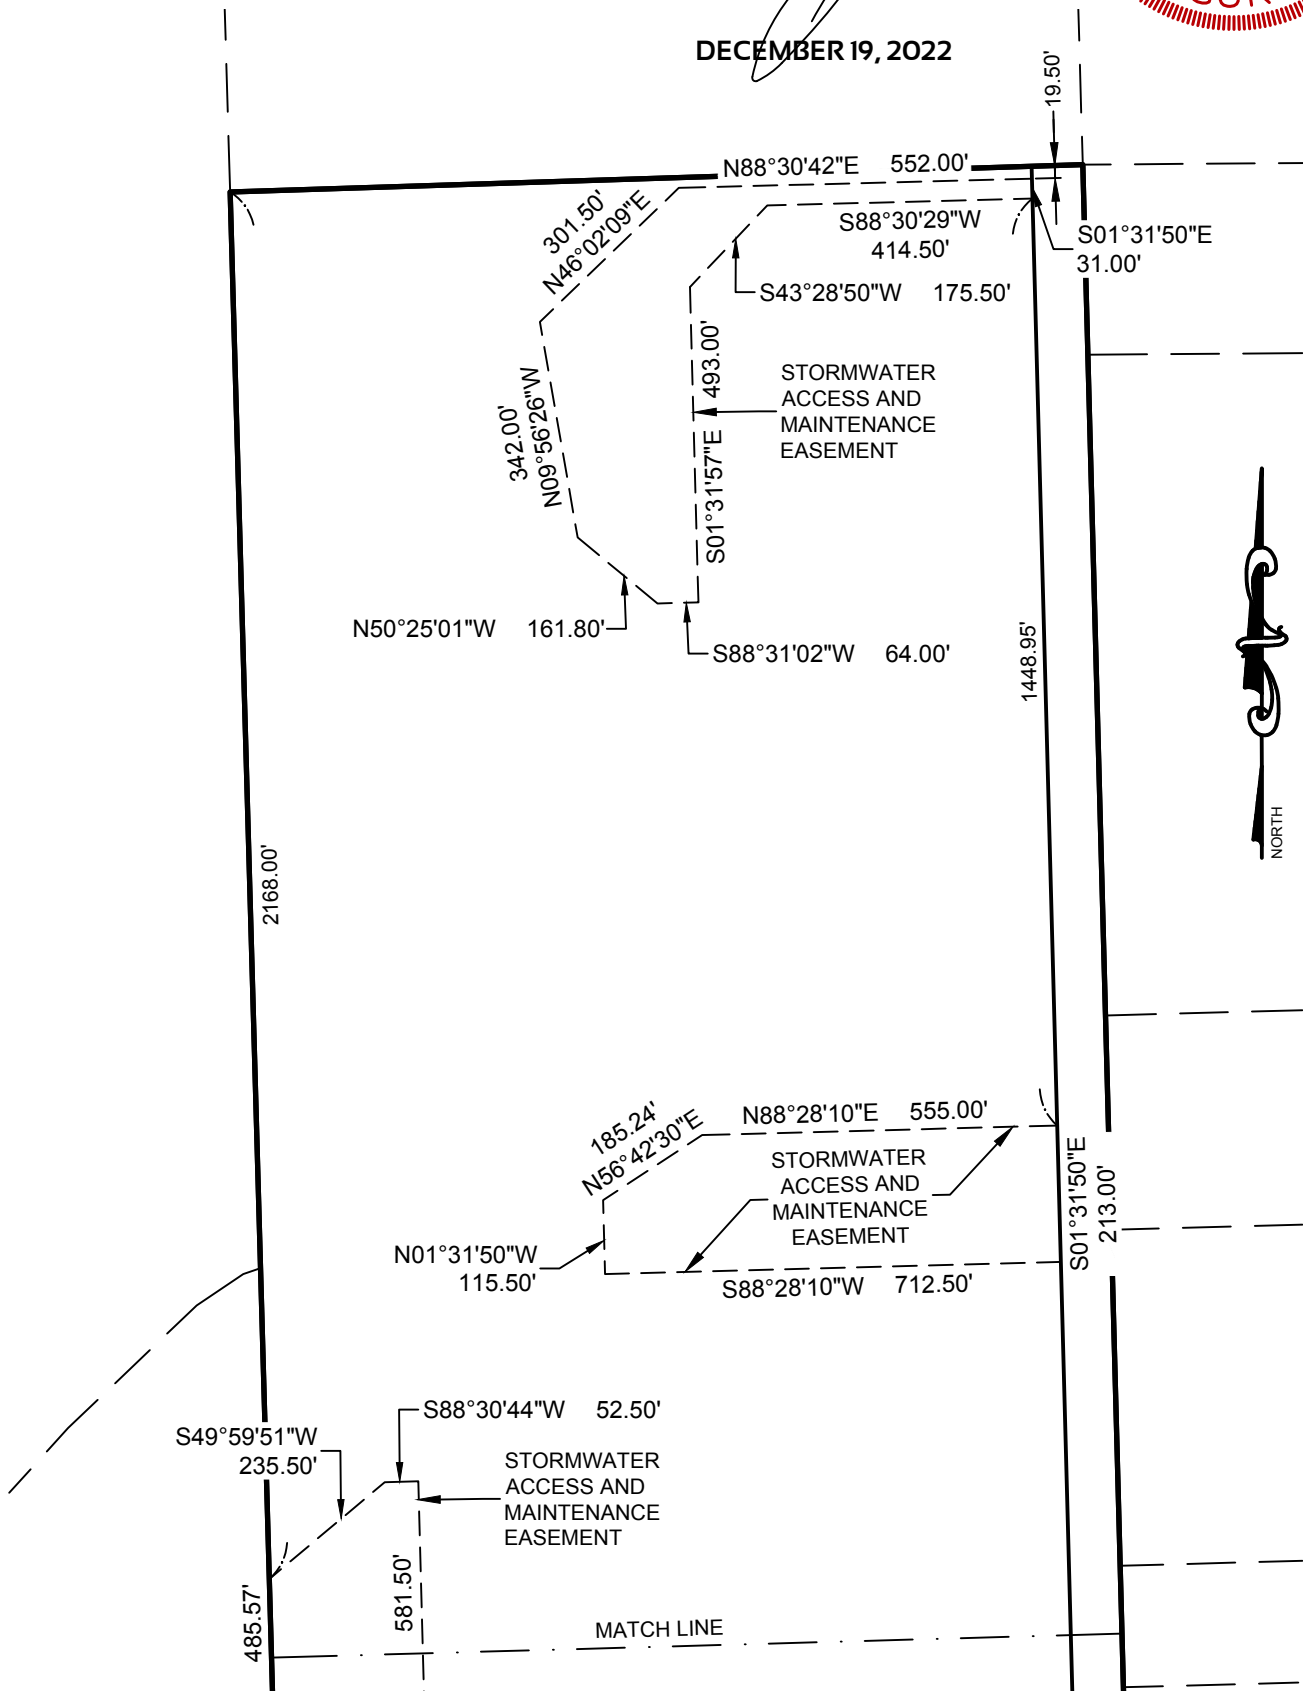 DECEMBER 19, 2022
19.50'
N88°30'42"E 552.00'
301.50'
N46°02'09"E
S88°30'29"W
414.50'
S01°31'50"E
31.00'
S43°28'50"W 175.50'
342.00'
N09°56'26"W
S01°31'57"E 493.00'
STORMWATER
ACCESS AND
MAINTENANCE
EASEMENT
N50°25'01"W 161.80'
S88°31'02"W 64.00'
1448.95'
NORTH
2168.00'
185.24'
N56°42'30"E
N88°28'10"E 555.00'
STORMWATER
ACCESS AND
MAINTENANCE
EASEMENT
S01°31'50"E
213.00'
N01°31'50"W
115.50'
S88°28'10"W 712.50'
S88°30'44"W 52.50'
S49°59'51"W
235.50'
STORMWATER
ACCESS AND
MAINTENANCE
EASEMENT
485.57'
581.50'
MATCH LINE